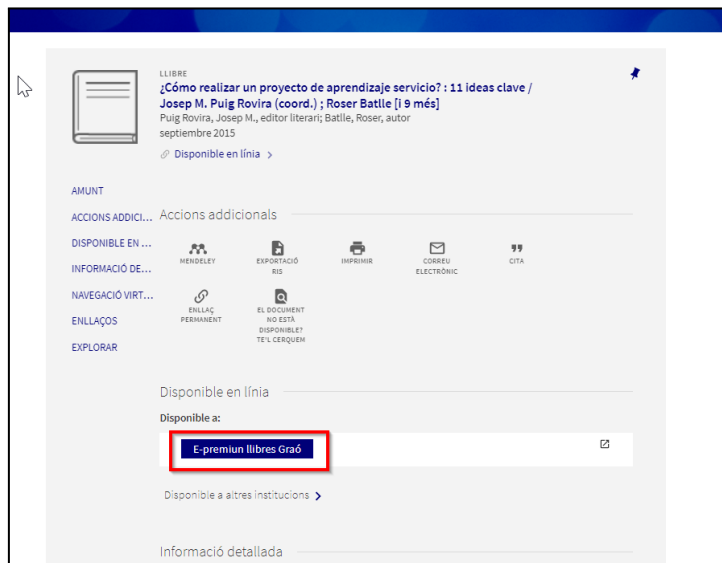 LLIBRE
¿Cómo realizar un proyecto de aprendizaje servicio? : 11 ideas clave /
Josep M. Puig Rovira (coord.) ; Roser Batlle [i 9 més]
Puig Rovira, Josep M., editor literari; Batlle, Roser, autor
septiembre 2015
Disponible en línia >
AMUNT
ACCIONS ADDICI...
DISPONIBLE EN ...
INFORMACIÓ DE...
NAVEGACIÓ VIRT...
ENLLAÇOS
EXPLORAR
Accions addicionals
MENDELEY
EXPORTACIÓ
RIS
IMPRIMIR
CORREU
ELECTRÒNIC
CITA
ENLLAÇ
PERMANENT
EL DOCUMENT
NO ESTÀ
DISPONIBLE?
TE'L CERQUEM
Disponible en línia
Disponible a:
E-premiun llibres Graó
Disponible a altres institucions >
Informació detallada